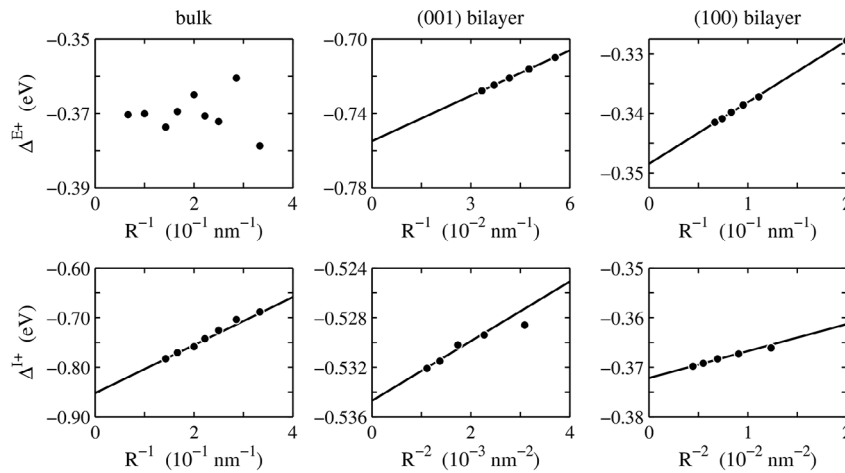 bulk
(001) bilayer
(100) bilayer
Δ^E+ (eV)
−0.35
−0.37
−0.39
0 2 4
R^−1 (10^−1 nm^−1)
−0.70
−0.74
−0.78
0 3 6
R^−1 (10^−2 nm^−1)
−0.33
−0.34
−0.35
0 1 2
R^−1 (10^−1 nm^−1)
Δ^I+ (eV)
−0.60
−0.70
−0.80
−0.90
0 2 4
R^−1 (10^−1 nm^−1)
−0.524
−0.528
−0.532
−0.536
0 2 4
R^−2 (10^−3 nm^−2)
−0.35
−0.36
−0.37
−0.38
0 1 2
R^−2 (10^−2 nm^−2)